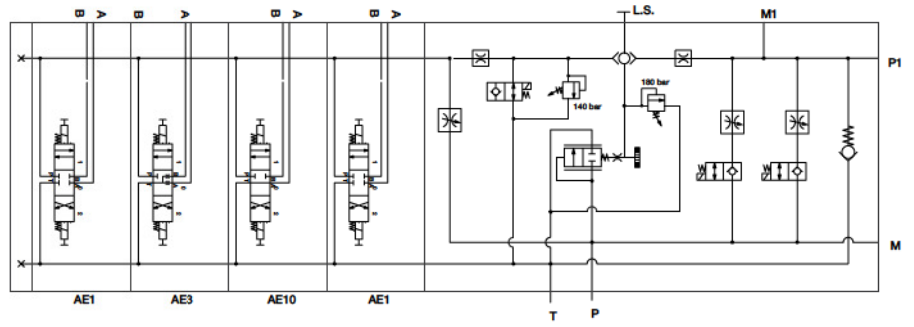 B A B A B A B A L.S. M1
P1
180 bar
140 bar
M
AE1 AE3 AE10 AE1
T P